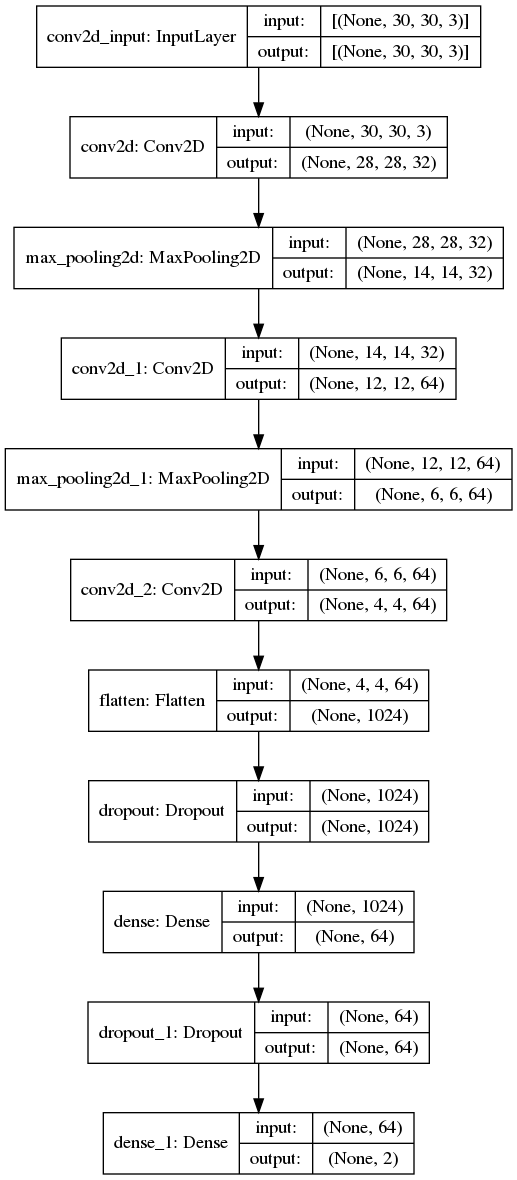 conv2d_input: InputLayer
input:
[(None, 30, 30, 3)]
output:
[(None, 30, 30, 3)]
conv2d: Conv2D
input:
(None, 30, 30, 3)
output:
(None, 28, 28, 32)
max_pooling2d: MaxPooling2D
input:
(None, 28, 28, 32)
output:
(None, 14, 14, 32)
conv2d_1: Conv2D
input:
(None, 14, 14, 32)
output:
(None, 12, 12, 64)
max_pooling2d_1: MaxPooling2D
input:
(None, 12, 12, 64)
output:
(None, 6, 6, 64)
conv2d_2: Conv2D
input:
(None, 6, 6, 64)
output:
(None, 4, 4, 64)
flatten: Flatten
input:
(None, 4, 4, 64)
output:
(None, 1024)
dropout: Dropout
input:
(None, 1024)
output:
(None, 1024)
dense: Dense
input:
(None, 1024)
output:
(None, 64)
dropout_1: Dropout
input:
(None, 64)
output:
(None, 64)
dense_1: Dense
input:
(None, 64)
output:
(None, 2)